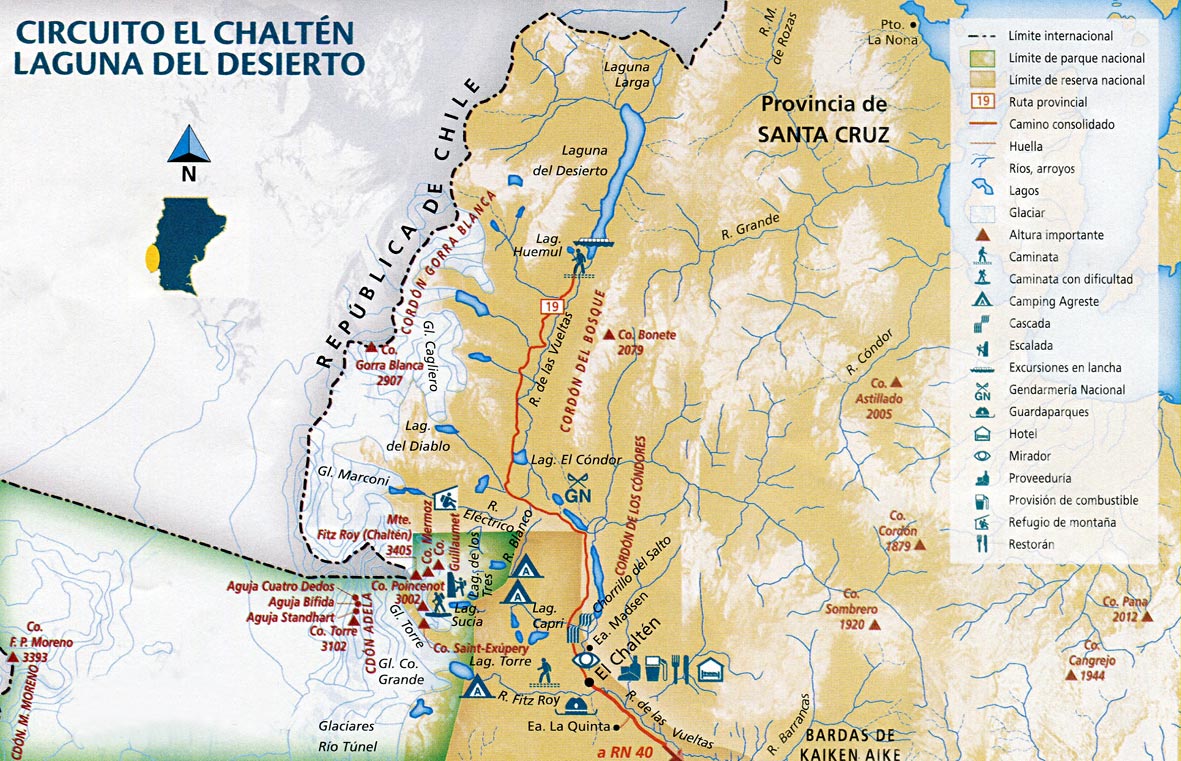 CIRCUITO EL CHALTÉN
LAGUNA DEL DESIERTO
N
REPÚBLICA DE CHILE
Provincia de
SANTA CRUZ
Pto.
La Nona
R. M.
de Rozas
Laguna
Larga
Laguna
del Desierto
Lag.
Huemul
R. Grande
CORDÓN GORRA BLANCA
19
CORDÓN DEL BOSQUE
R. de las Vueltas
Co. Bonete
2079
Co.
Gorra Blanca
2907
Gl. Cagliero
R. Cóndor
Co.
Astillado
2005
Lag.
del Diablo
Lag. El Cóndor
Gl. Marconi
GN
CORDÓN DE LOS CÓNDORES
R.
Eléctrico
R. Blanco
Mte.
Fitz Roy (Chaltén)
3405
Co. Mermoz
Co
Guillaumet
Lag. de los
Tres
Co.
Cordón
1879
Aguja Cuatro Dedos
Aguja Bífida
Aguja Standhart
Co. Torre
3102
CDÓN ADELA
Co. Poincenot
3002
Gl. Torre
Lag.
Sucia
Lag.
Capri
Chorrillo del Salto
Ea. Madsen
El Chaltén
Co.
Sombrero
1920
Co. Pana
2012
Co.
Cangrejo
1944
Co.
F. P. Moreno
3393
CDÓN. M. MORENO
Co. Saint-Exúpery
Lag. Torre
Gl. Co.
Grande
R. Fitz Roy
Glaciares
Río Túnel
Ea. La Quinta
R. de las Vueltas
R. Barrancas
BARDAS DE
KAIKEN AIKE
a RN 40
Límite internacional
Límite de parque nacional
Límite de reserva nacional
19 Ruta provincial
Camino consolidado
Huella
Ríos, arroyos
Lagos
Glaciar
Altura importante
Caminata
Caminata con dificultad
Camping Agreste
Cascada
Escalada
Excursiones en lancha
GN Gendarmería Nacional
Guardaparques
Hotel
Mirador
Proveeduria
Provisión de combustible
Refugio de montaña
Restorán